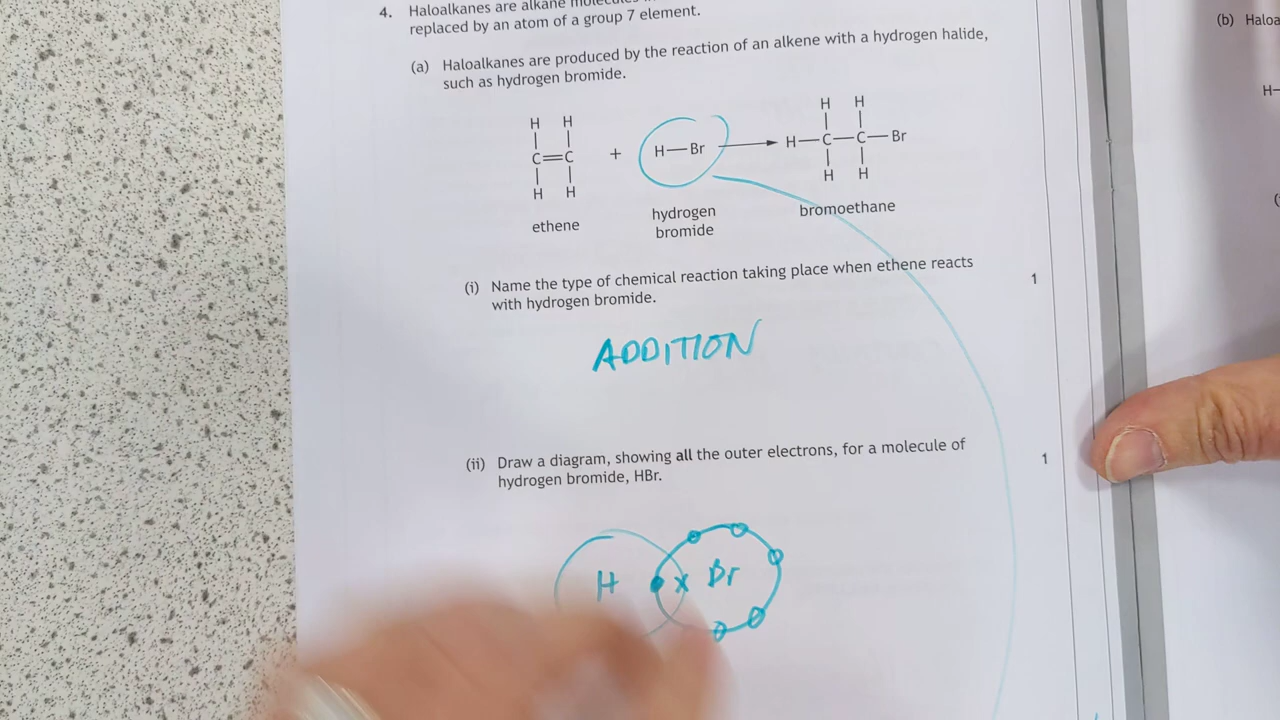 4. Haloalkanes are alkane molecules
replaced by an atom of a group 7 element.
(a) Haloalkanes are produced by the reaction of an alkene with a hydrogen halide,
such as hydrogen bromide.
H H H H
C=C + H—Br H—C—C—Br
H H H H
ethene hydrogen bromide bromoethane
(i) Name the type of chemical reaction taking place when ethene reacts
with hydrogen bromide. 1
ADDITION
(ii) Draw a diagram, showing all the outer electrons, for a molecule of
hydrogen bromide, HBr. 1
H x Br
(b) Haloa
H-